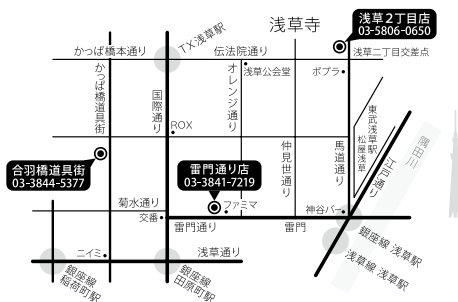 浅草2丁目店
03-5806-0650
浅草寺
TX浅草駅
かっぱ橋本通り
伝法院通り
浅草二丁目交差点
かっぱ橋道具街
国際通り
オレンジ通り
浅草公会堂
ポプラ
ROX
東武浅草駅
松屋浅草
隅田川
仲見世通り
馬道通り
江戸通り
合羽橋道具街
03-3844-5377
雷門通り店
03-3841-7219
菊水通り
交番
ファミマ
神谷バー
雷門通り
雷門
銀座線 浅草駅
浅草線 浅草駅
ニイミ
浅草通り
銀座線
稲荷町駅
銀座線
田原町駅